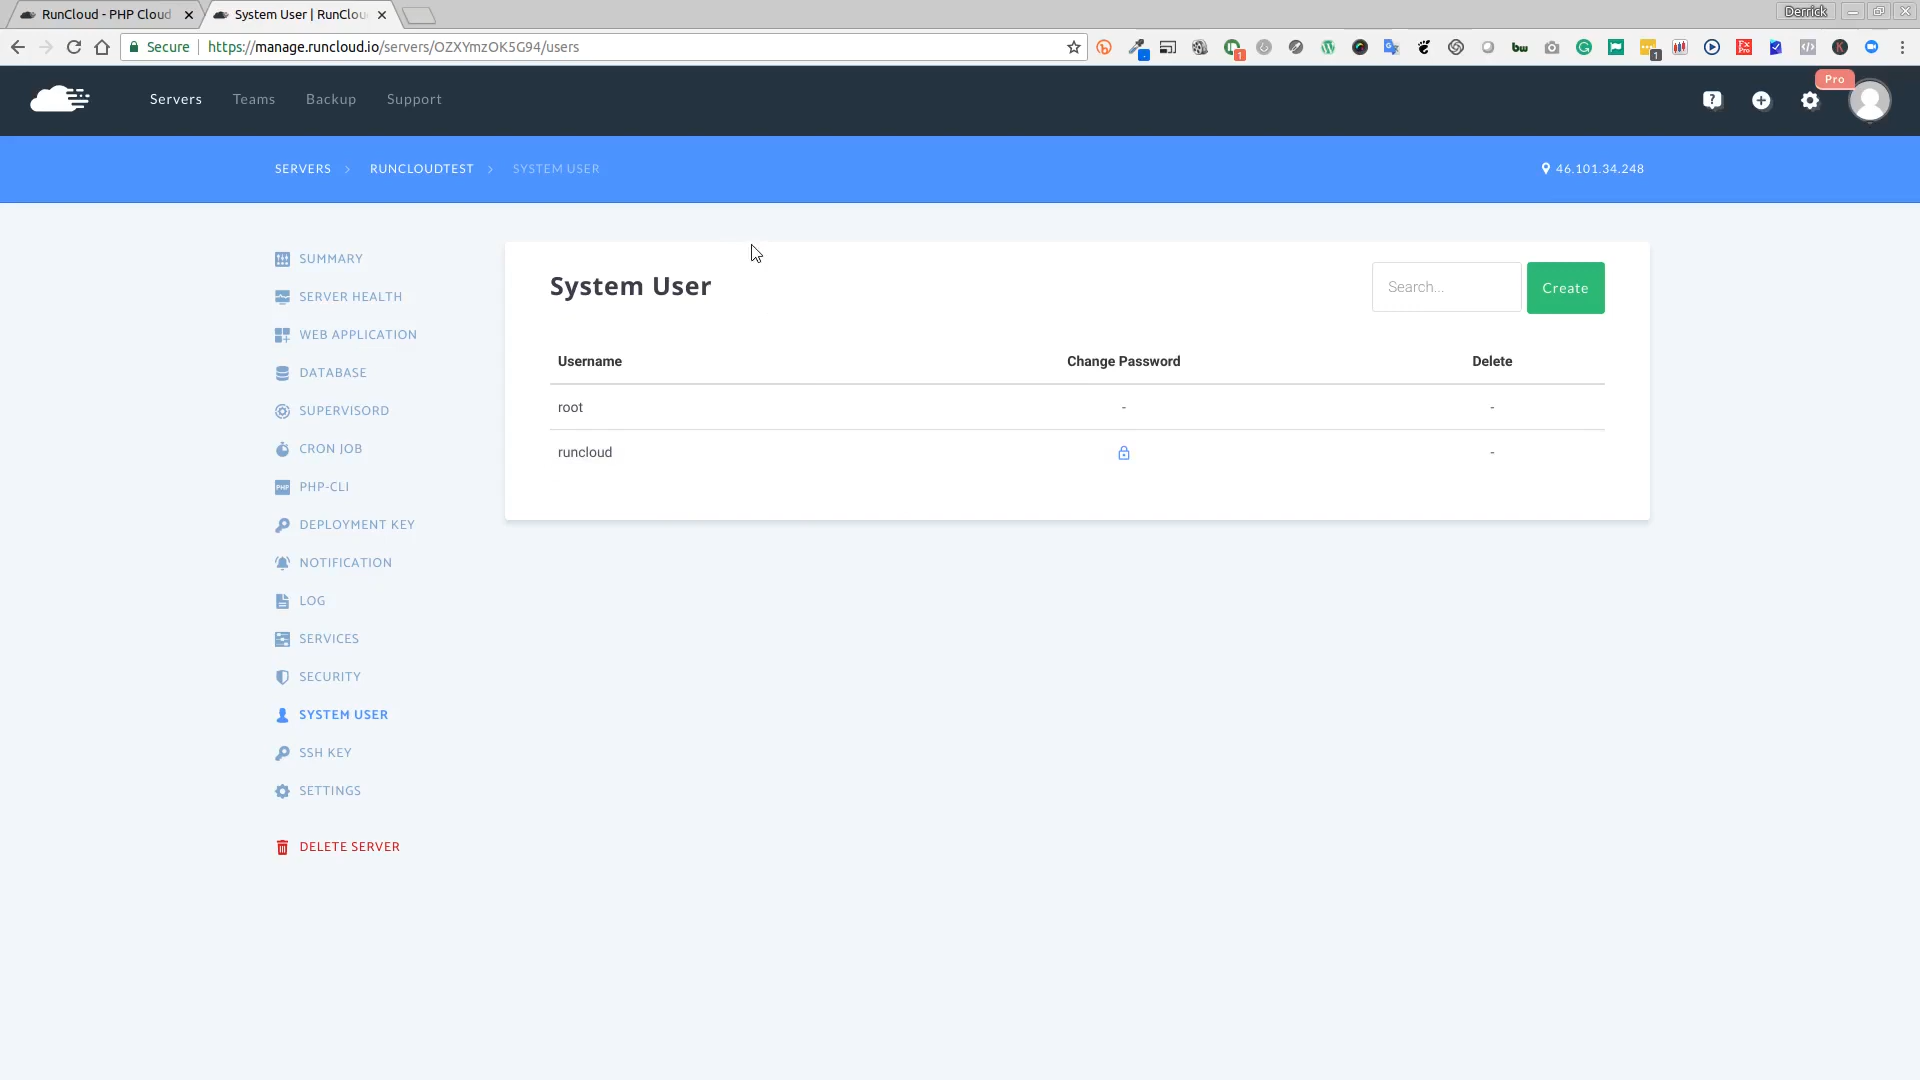 RunCloud - PHP Cloud
System User | RunClou
Derrick
Secure
https://manage.runcloud.io/servers/OZXYmzOK5G94/users
Servers
Teams
Backup
Support
Pro
SERVERS
RUNCLOUDTEST
SYSTEM USER
46.101.34.248
SUMMARY
SERVER HEALTH
WEB APPLICATION
DATABASE
SUPERVISORD
CRON JOB
PHP-CLI
DEPLOYMENT KEY
NOTIFICATION
LOG
SERVICES
SECURITY
SYSTEM USER
SSH KEY
SETTINGS
DELETE SERVER
System User
Search...
Create
Username Change Password Delete
root - -
runcloud -